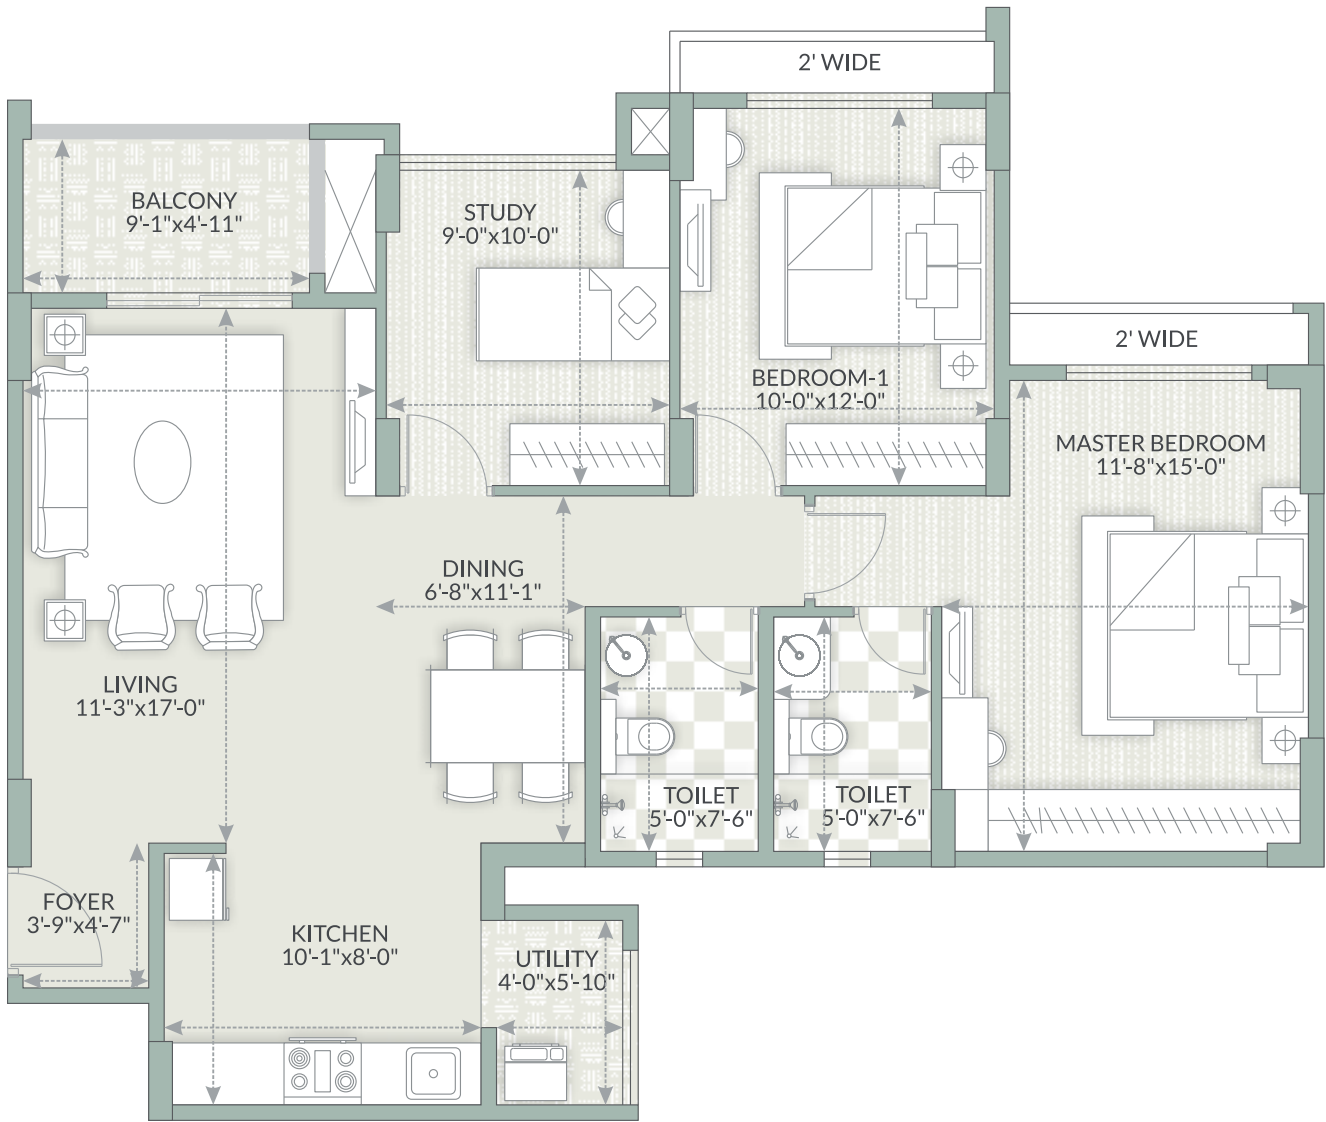 2' WIDE
BALCONY
9'-1"x4'-11"
STUDY
9'-0"x10'-0"
2' WIDE
BEDROOM-1
10'-0"x12'-0"
MASTER BEDROOM
11'-8"x15'-0"
DINING
6'-8"x11'-1"
LIVING
11'-3"x17'-0"
TOILET
5'-0"x7'-6"
TOILET
5'-0"x7'-6"
FOYER
3'-9"x4'-7"
KITCHEN
10'-1"x8'-0"
UTILITY
4'-0"x5'-10"